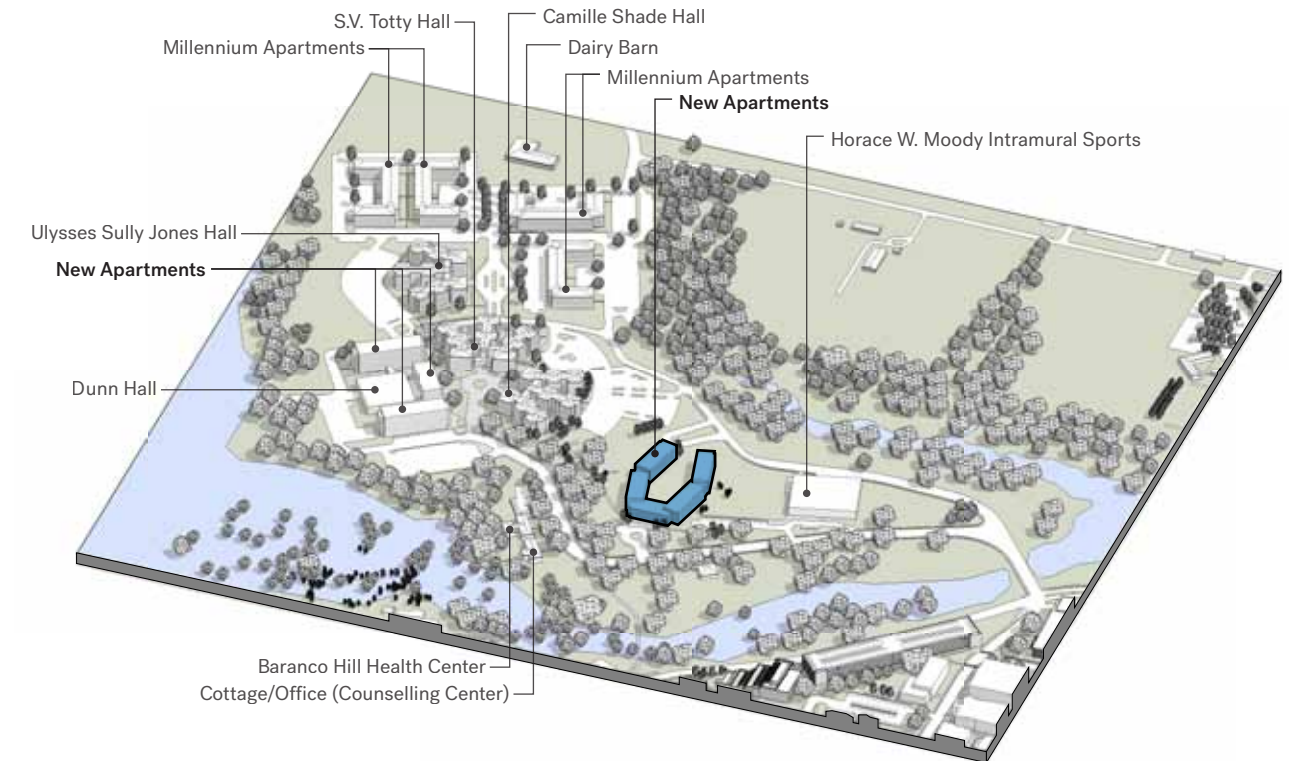 S.V. Totty Hall
Camille Shade Hall
Millennium Apartments
Dairy Barn
Millennium Apartments
New Apartments
Horace W. Moody Intramural Sports
Ulysses Sully Jones Hall
New Apartments
Dunn Hall
Baranco Hill Health Center
Cottage/Office (Counselling Center)